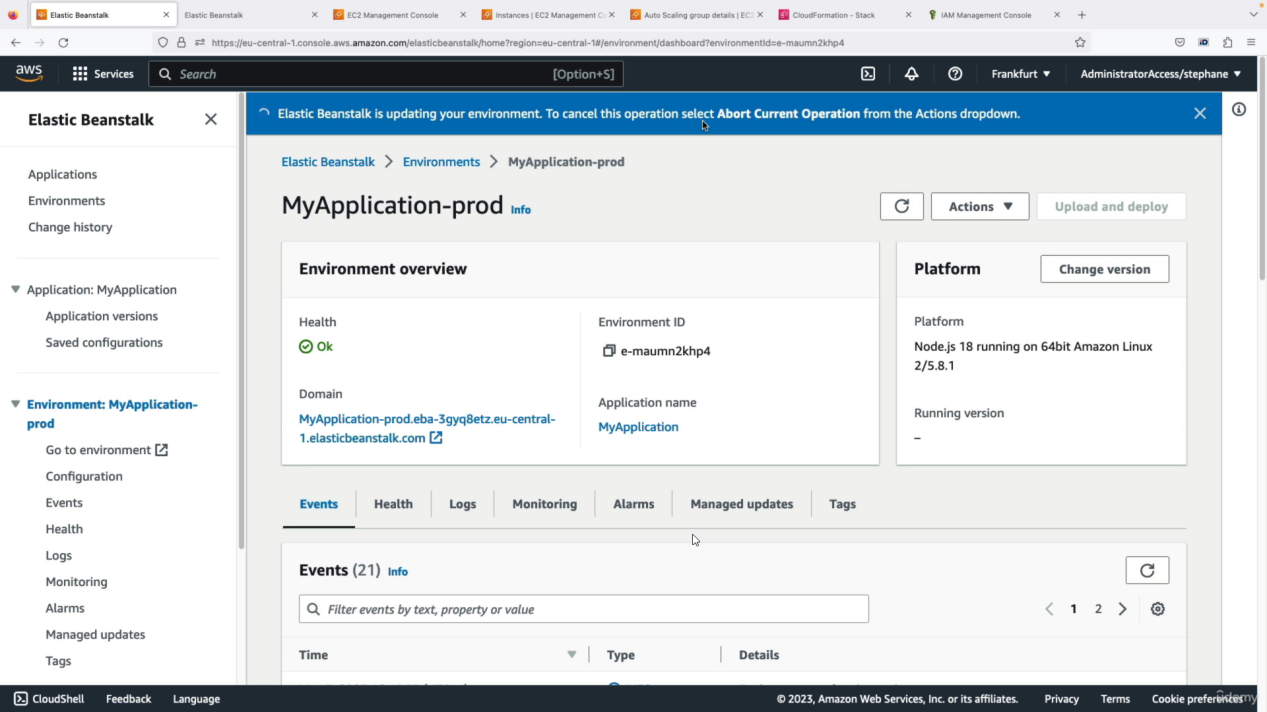 Elastic Beanstalk
Elastic Beanstalk
EC2 Management Console
Instances | EC2 Management C
Auto Scaling group details | EC
CloudFormation - Stack
IAM Management Console
https://eu-central-1.console.aws.amazon.com/elasticbeanstalk/home?region=eu-central-1#/environment/dashboard?environmentId=e-maumn2khp4
aws
Services
Search
[Option+S]
Frankfurt
AdministratorAccess/stephane
Elastic Beanstalk
Applications
Environments
Change history
Application: MyApplication
Application versions
Saved configurations
Environment: MyApplication-
prod
Go to environment
Configuration
Events
Health
Logs
Monitoring
Alarms
Managed updates
Tags
Elastic Beanstalk is updating your environment. To cancel this operation select Abort Current Operation from the Actions dropdown.
Elastic Beanstalk > Environments > MyApplication-prod
MyApplication-prod Info
Actions
Upload and deploy
Environment overview
Health
Ok
Domain
MyApplication-prod.eba-3gyq8etz.eu-central-
1.elasticbeanstalk.com
Environment ID
e-maumn2khp4
Application name
MyApplication
Platform
Change version
Platform
Node.js 18 running on 64bit Amazon Linux
2/5.8.1
Running version
–
Events
Health
Logs
Monitoring
Alarms
Managed updates
Tags
Events (21) Info
Filter events by text, property or value
1 2
Time
Type
Details
CloudShell
Feedback
Language
© 2023, Amazon Web Services, Inc. or its affiliates.
Privacy
Terms
Cookie preferences
Udemy